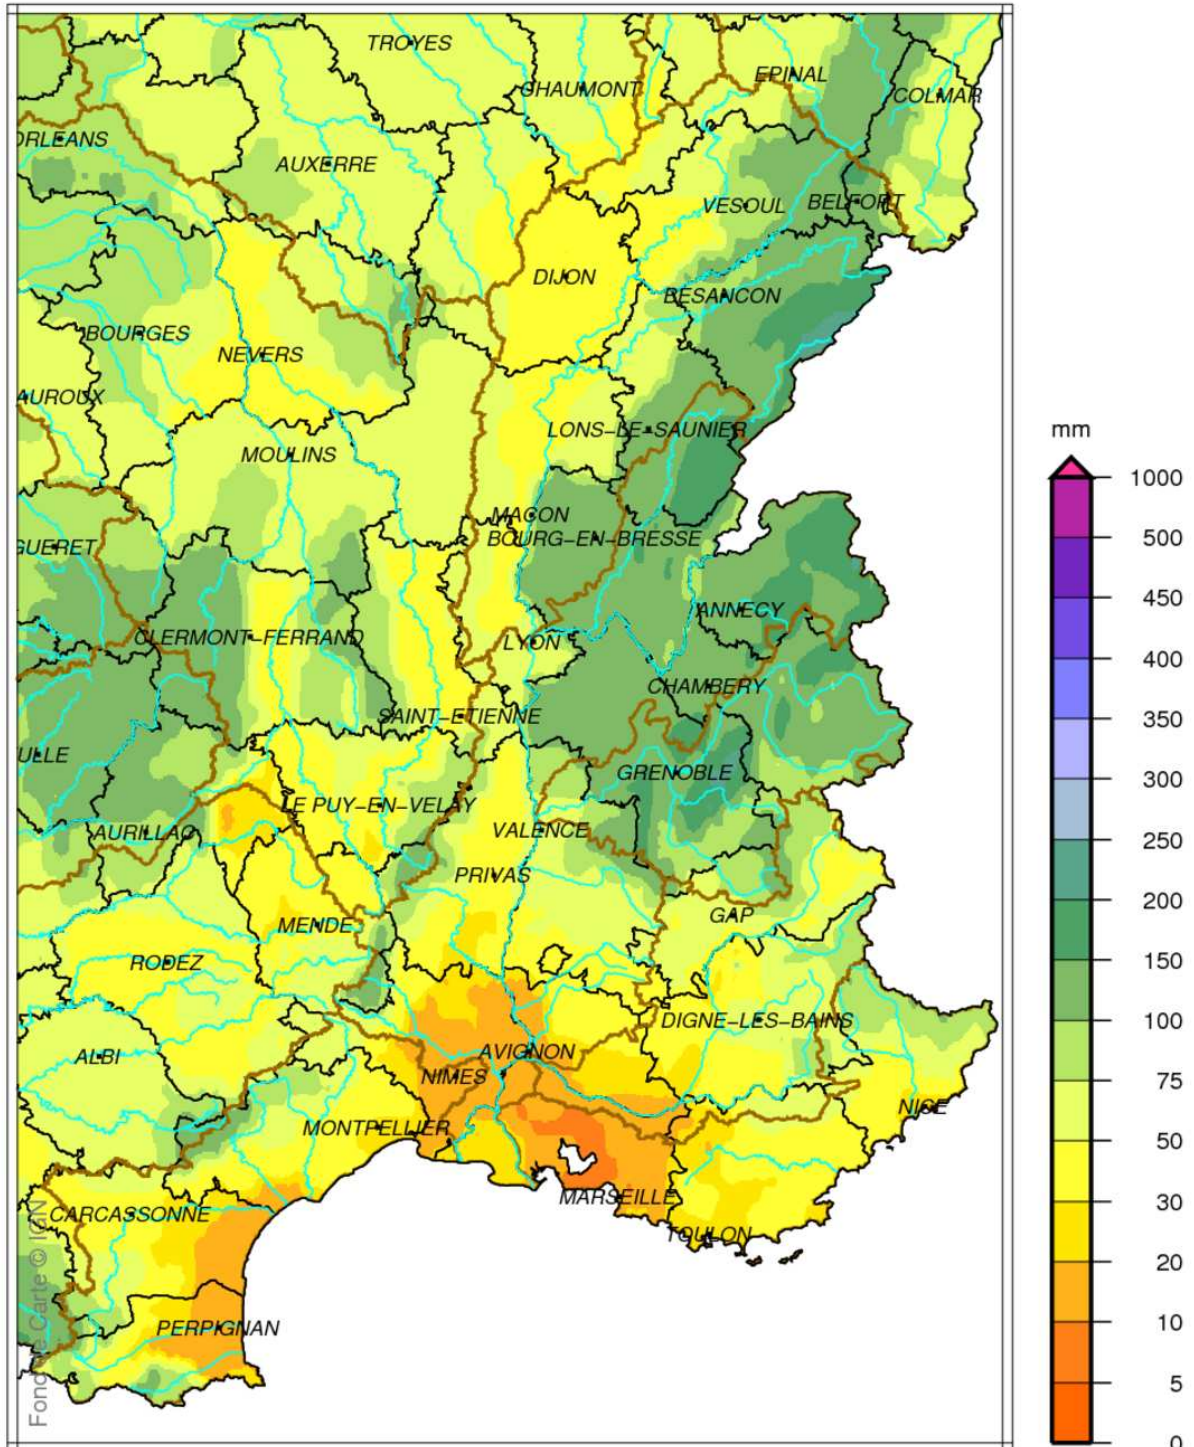 TROYES
EPINAL
CHAUMONT
COLMAR
ORLEANS
AUXERRE
VESOUL
BELFORT
DIJON
BESANCON
BOURGES
NEVERS
AUROUX
LONS-LE-SAUNIER
MOULINS
MACON
BOURG-EN-BRESSE
GUERET
ANNECY
CLERMONT-FERRAND
LYON
CHAMBERY
SAINT-ETIENNE
ULLE
GRENOBLE
LE PUY-EN-VELAY
AURILLAC
VALENCE
PRIVAS
GAP
MENDE
RODEZ
DIGNE-LES-BAINS
AVIGNON
ALBI
NIMES
NICE
MONTPELLIER
MARSEILLE
CARCASSONNE
TOULON
PERPIGNAN
Fond de Carte © IGN
mm
1000
500
450
400
350
300
250
200
150
100
75
50
30
20
10
5
0